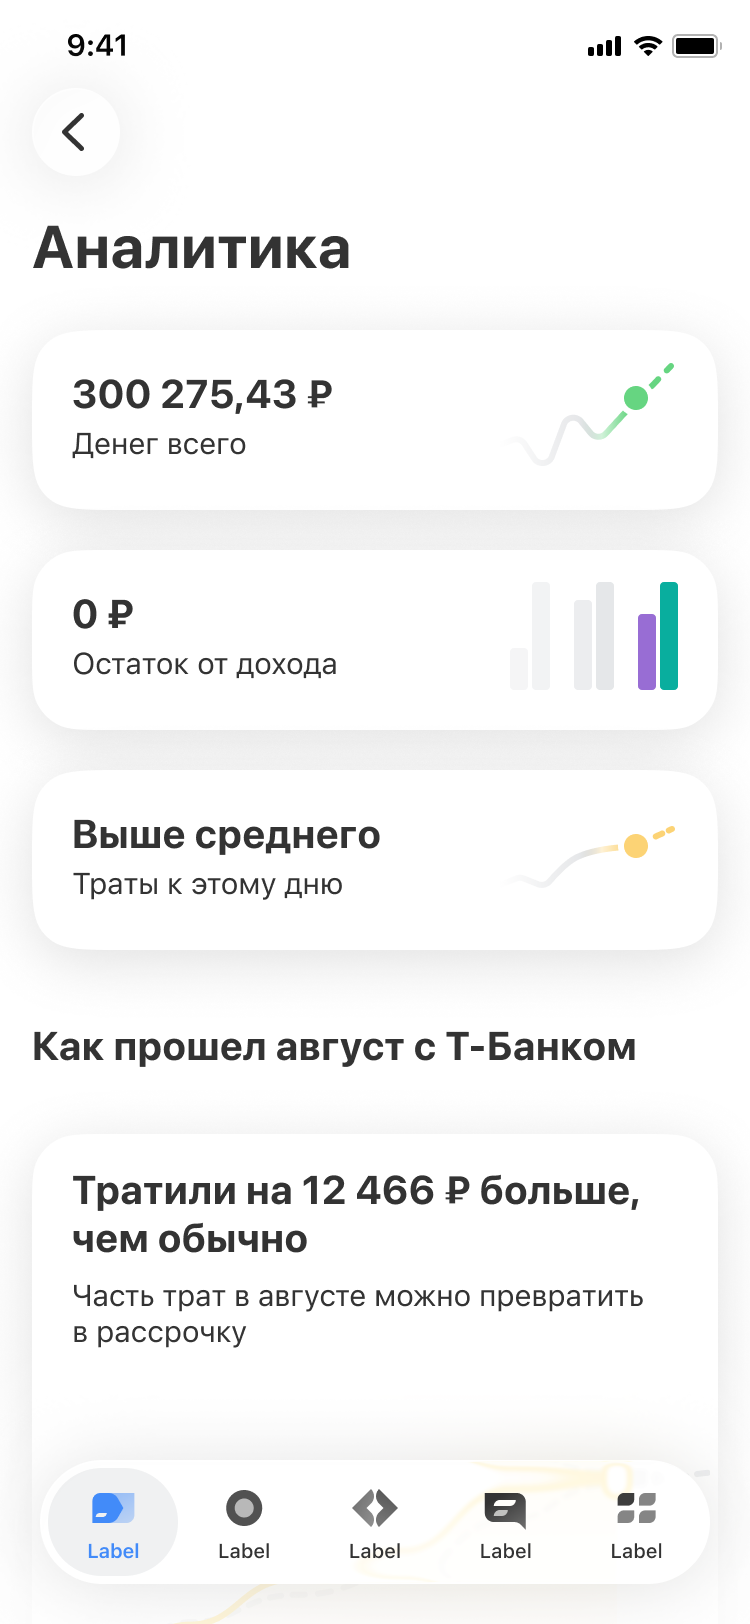 9:41
Аналитика
300 275,43 ₽
Денег всего
0 ₽
Остаток от дохода
Выше среднего
Траты к этому дню
Как прошел август с Т-Банком
Тратили на 12 466 ₽ больше,
чем обычно
Часть трат в августе можно превратить
в рассрочку
Label Label Label Label Label